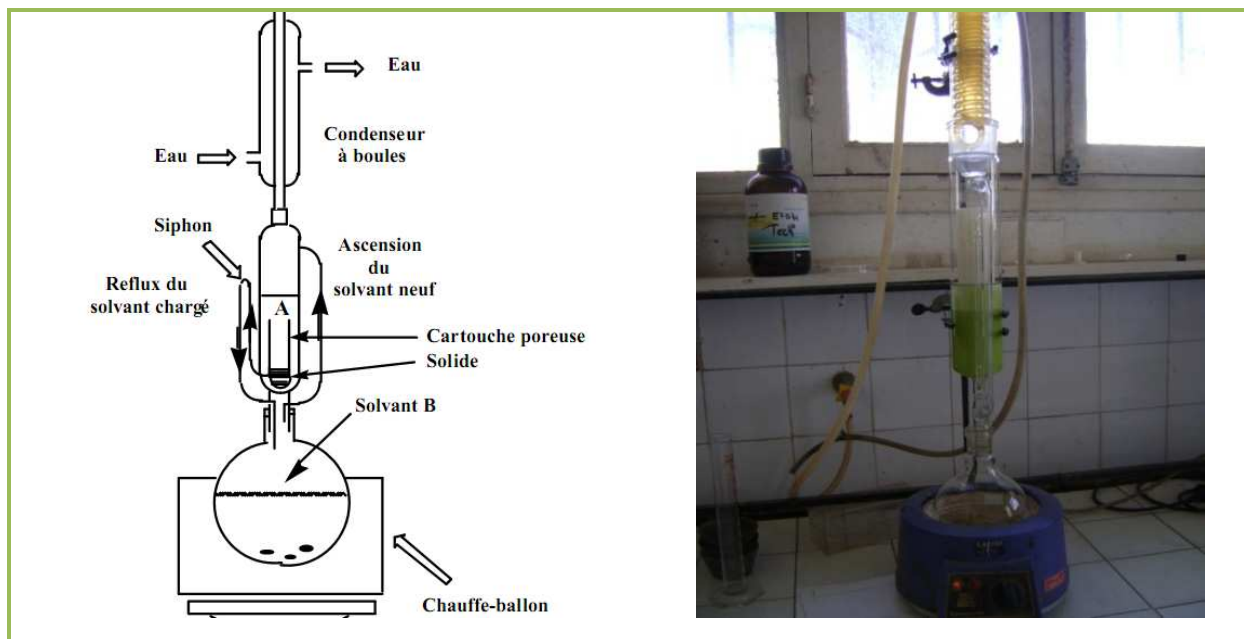 Eau
Condenseur
à boules
Eau
Siphon
Ascension
du
solvant neuf
Reflux du
solvant chargé
A
Cartouche poreuse
Solide
Solvant B
Chauffe-ballon